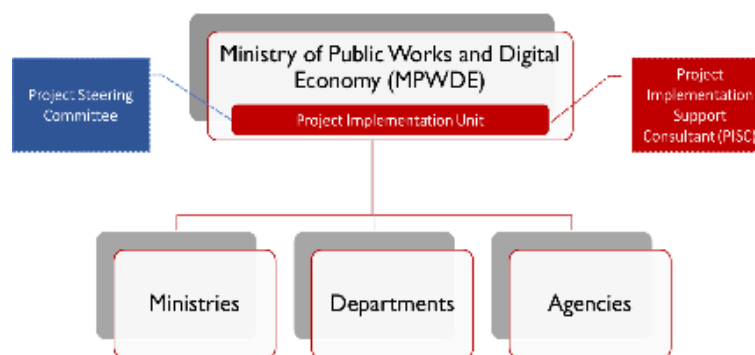 Ministry of Public Works and Digital
Economy (MPWDE)
Project Steering
Committee
Project Implementation Unit
Project
Implementation
Support
Consultant (PISC)
Ministries
Departments
Agencies